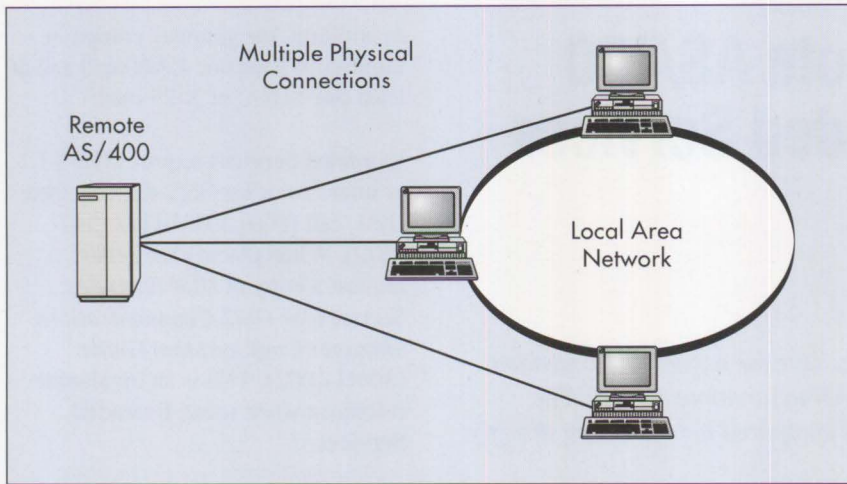 Multiple Physical
Connections
Remote
AS/400
Local Area
Network